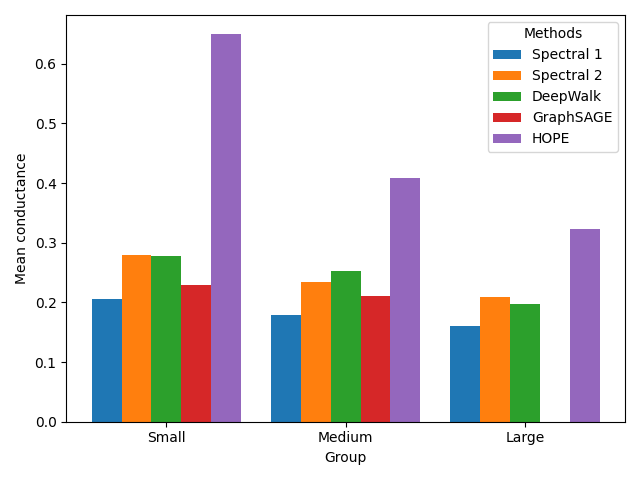 Methods
Spectral 1
Spectral 2
DeepWalk
GraphSAGE
HOPE
Mean conductance
0.6
0.5
0.4
0.3
0.2
0.1
0.0
Small Medium Large
Group